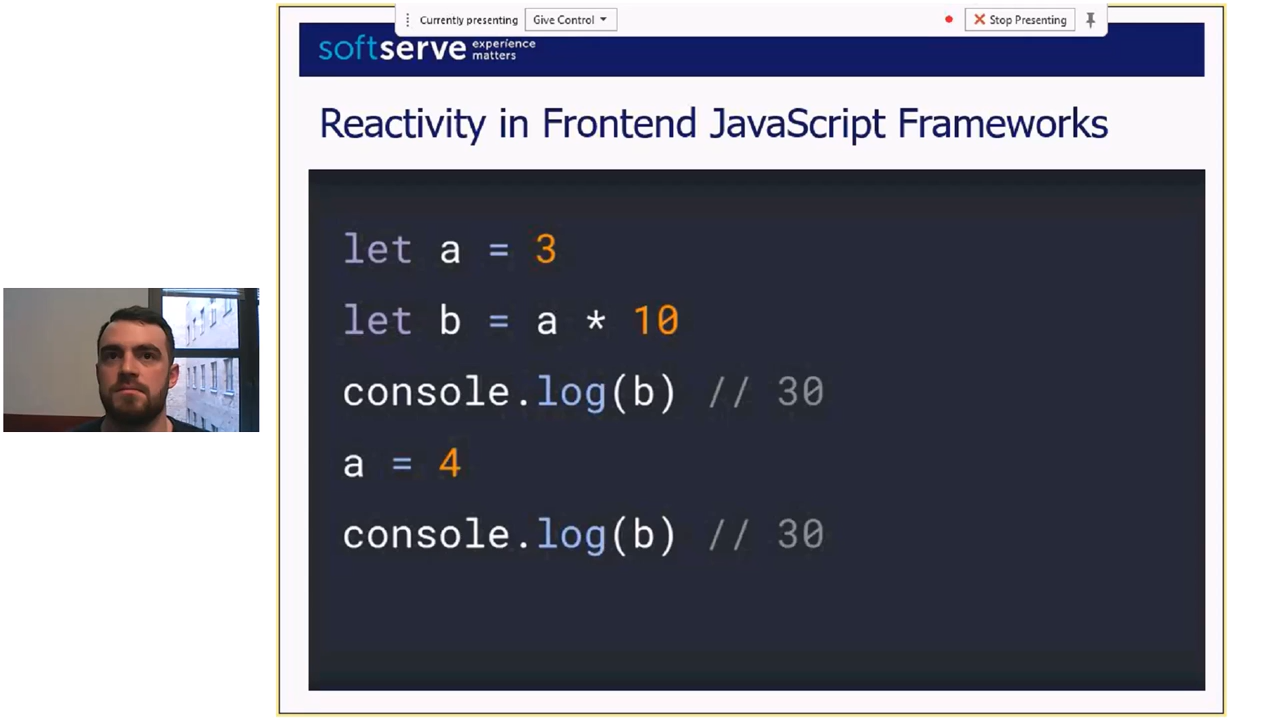 Currently presenting Give Control Stop Presenting
softserve experience matters
Reactivity in Frontend JavaScript Frameworks
let a = 3
let b = a * 10
console.log(b) // 30
a = 4
console.log(b) // 30